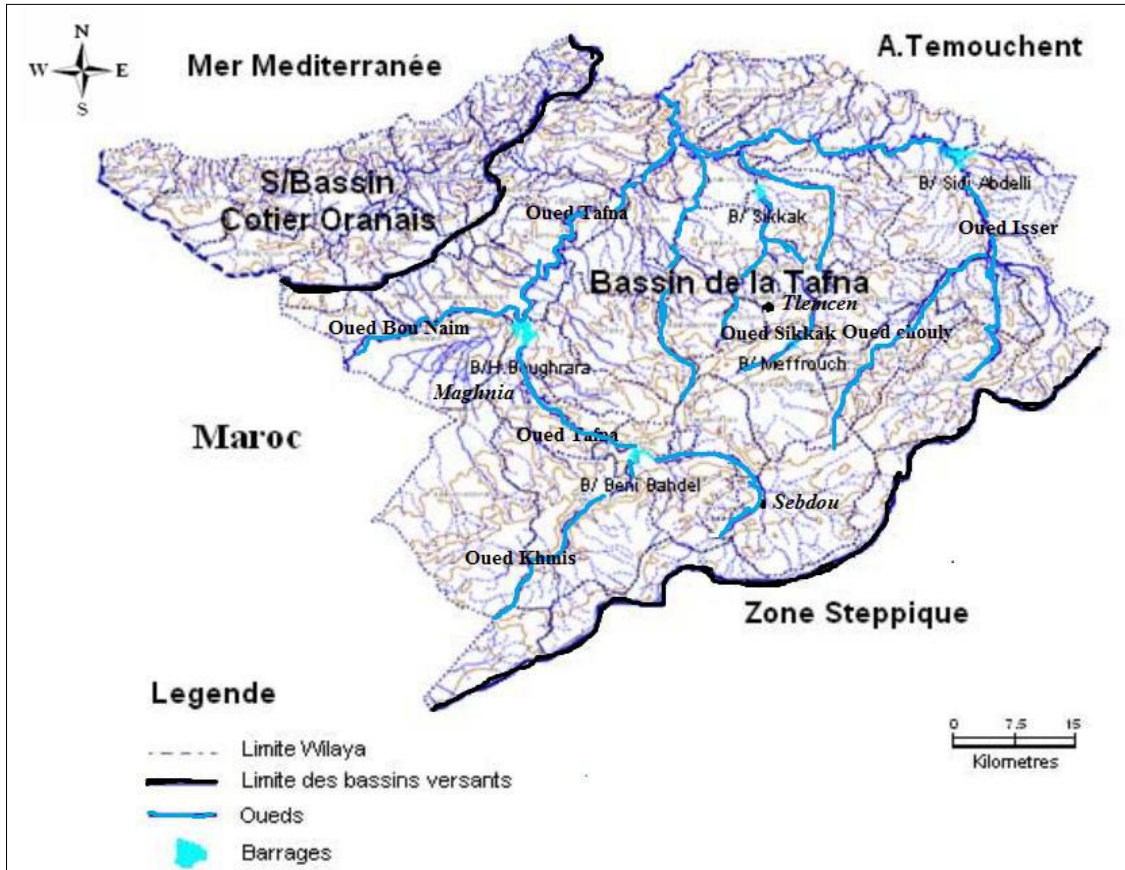 N
W E
S
Mer Mediterranée
A.Temouchent
S/Bassin
Cotier Oranais
B/ Sidi Abdelli
B/ Sikkak
Oued Tafna
Oued Isser
Bassin de la Tafna
Tlemcen
Oued Bou Naim
Oued Sikkak
Oued chouly
B/ Meffrouch
B/H.Boughrara
Maghnia
Maroc
Oued Tafna
B/ Beni Bahdel
Sebdou
Oued Khmis
Zone Steppique
Legende
Limite Wilaya
Limite des bassins versants
Oueds
Barrages
0 7.5 15
Kilometres